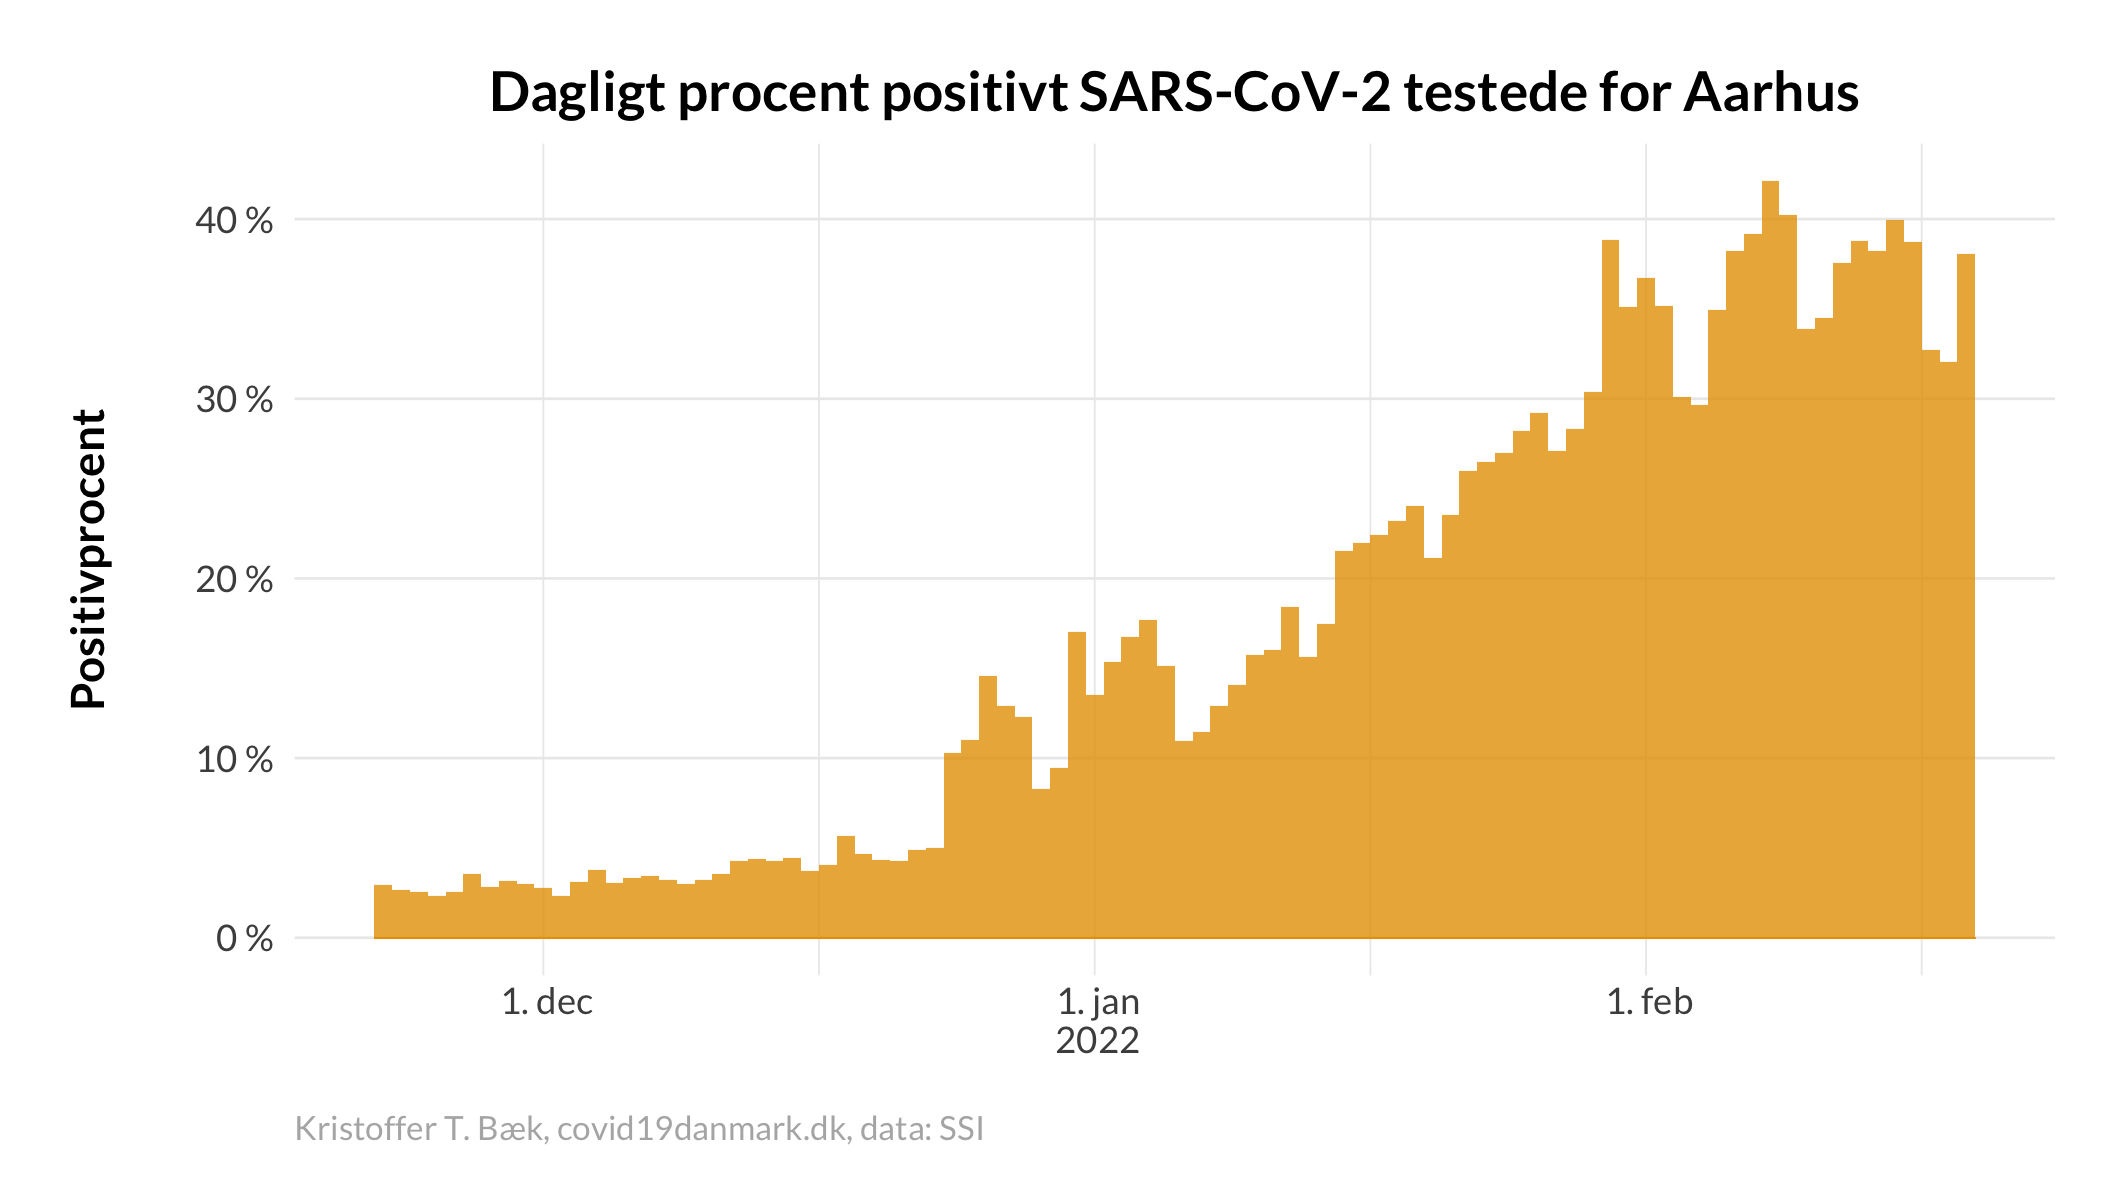 Dagligt procent positivt SARS-CoV-2 testede for Aarhus
Positivprocent
40 %
30 %
20 %
10 %
0 %
1. dec
1. jan
2022
1. feb
Kristoffer T. Bæk, covid19danmark.dk, data: SSI